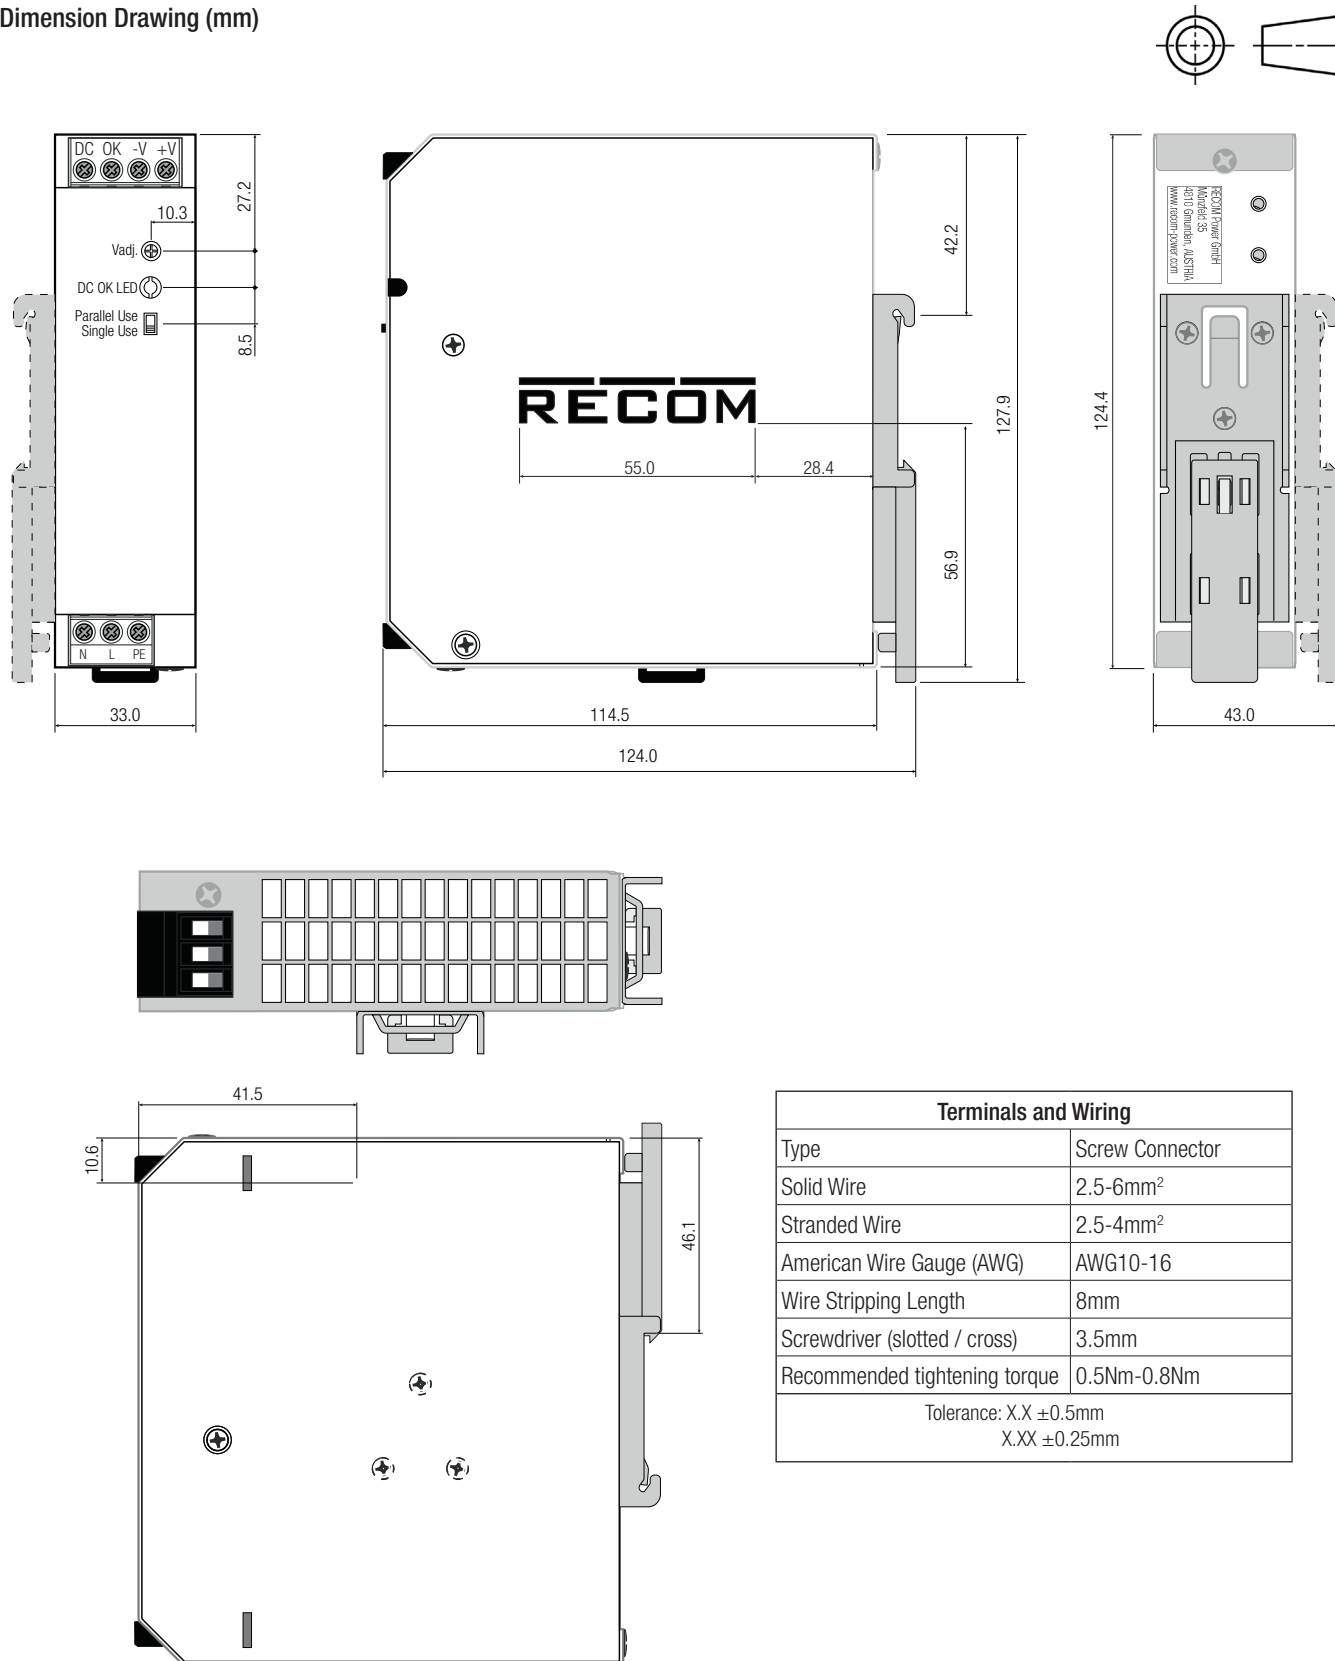 Dimension Drawing (mm)
DC OK -V +V
27.2
10.3
Vadj.
DC OK LED
Parallel Use
Single Use
8.5
N L PE
33.0
RECOM
55.0
28.4
42.2
56.9
127.9
114.5
124.0
RECOM Power GmbH
Münzfeld 35
4810 Gmunden, AUSTRIA
www.recom-power.com
124.4
43.0
41.5
10.6
46.1
Terminals and Wiring
Type Screw Connector
Solid Wire 2.5-6mm²
Stranded Wire 2.5-4mm²
American Wire Gauge (AWG) AWG10-16
Wire Stripping Length 8mm
Screwdriver (slotted / cross) 3.5mm
Recommended tightening torque 0.5Nm-0.8Nm
Tolerance: X.X ±0.5mm
X.XX ±0.25mm